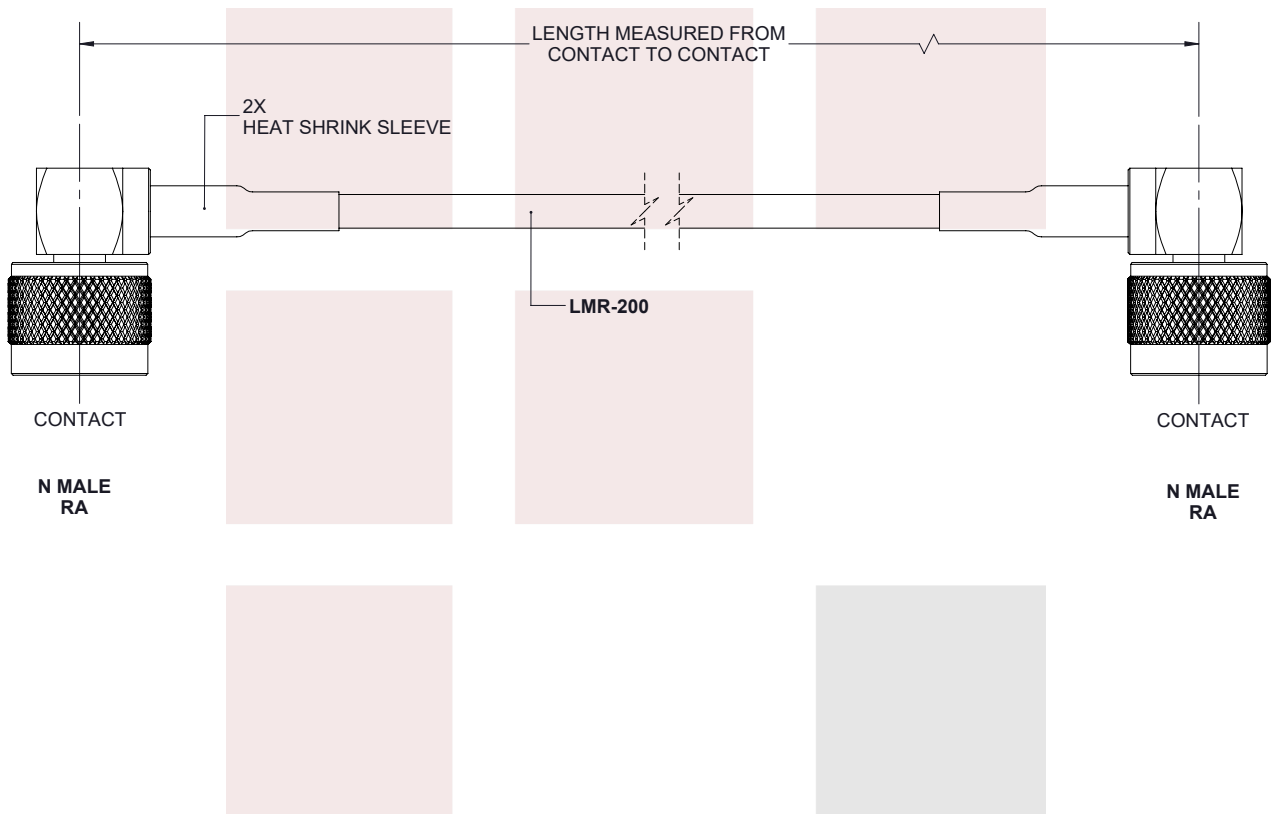 LENGTH MEASURED FROM
CONTACT TO CONTACT
2X
HEAT SHRINK SLEEVE
LMR-200
CONTACT
CONTACT
N MALE
RA
N MALE
RA